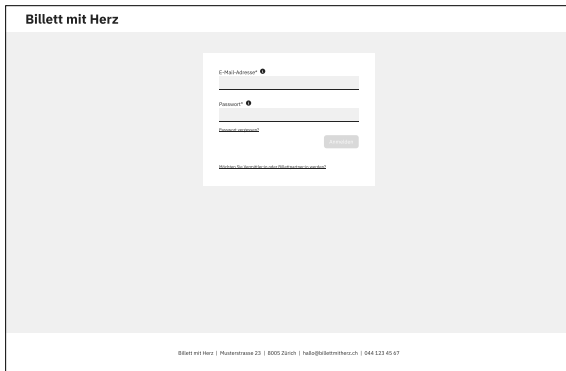 Billett mit Herz
E-Mail-Adresse*
Passwort*
Passwort vergessen?
Anmelden
Möchten Sie Vermittler:in oder Billettpartner:in werden?
Billett mit Herz | Musterstrasse 23 | 8005 Zürich | hallo@billettmitherz.ch | 044 123 45 67